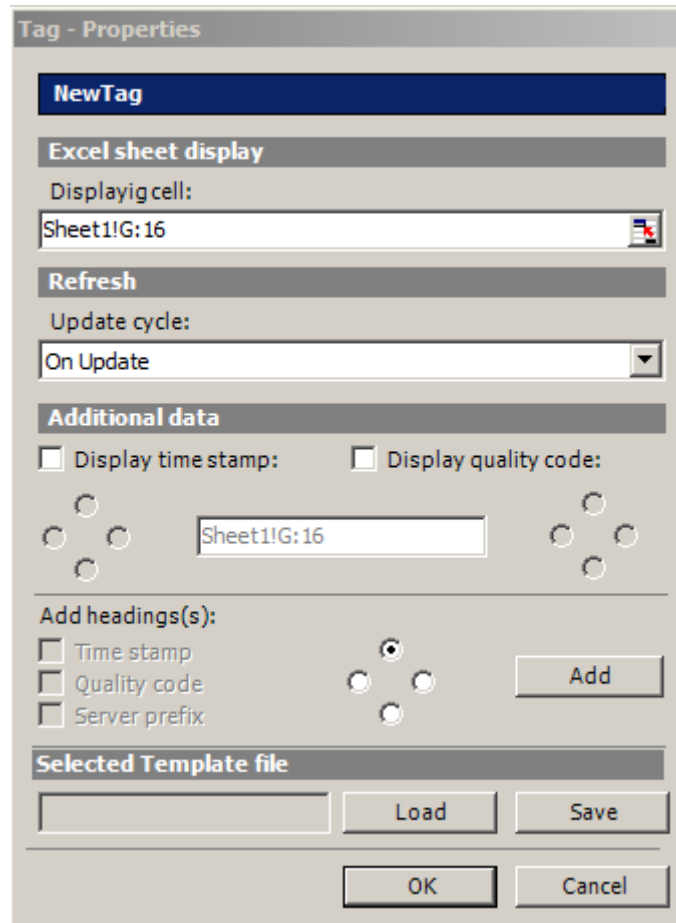 Tag - Properties
NewTag
Excel sheet display
Displayig cell:
Sheet1!G:16
Refresh
Update cycle:
On Update
Additional data
Display time stamp: Display quality code:
Sheet1!G:16
Add headings(s):
Time stamp
Quality code
Add
Server prefix
Selected Template file
Load Save
OK Cancel